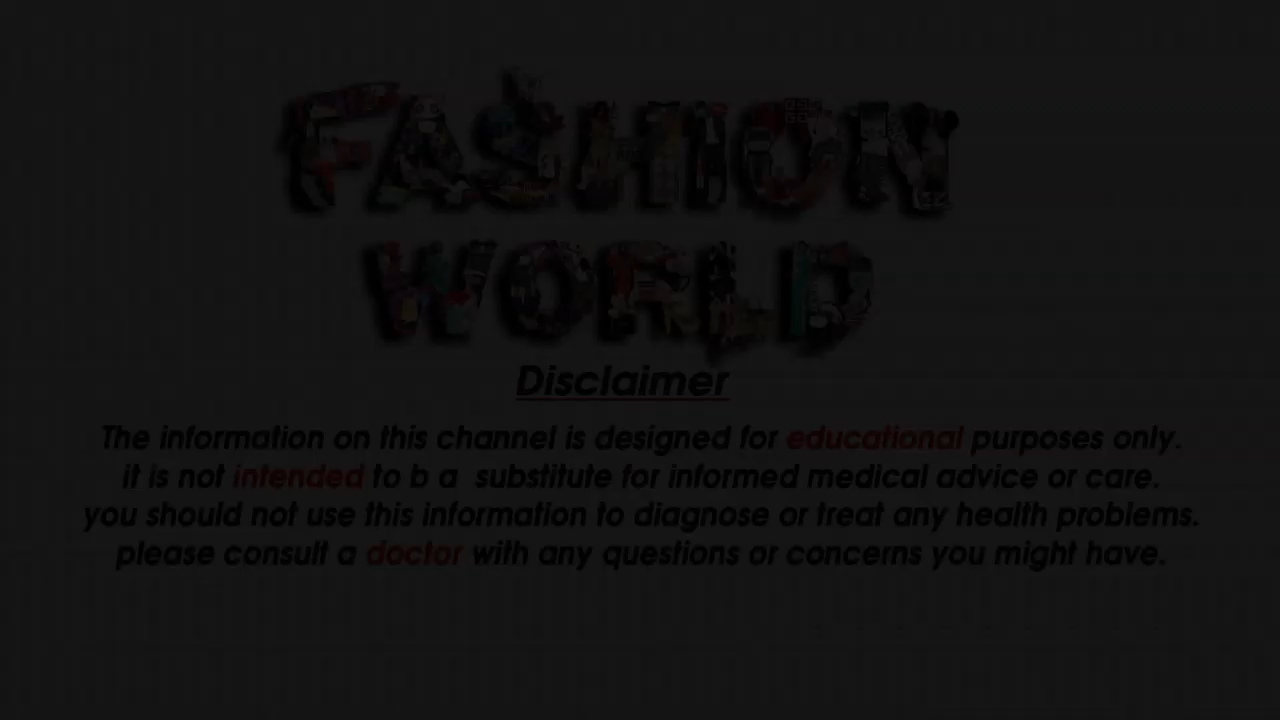 FASHION
WORLD
Disclaimer
The information on this channel is designed for educational purposes only.
it is not intended to b a substitute for informed medical advice or care.
you should not use this information to diagnose or treat any health problems.
please consult a doctor with any questions or concerns you might have.